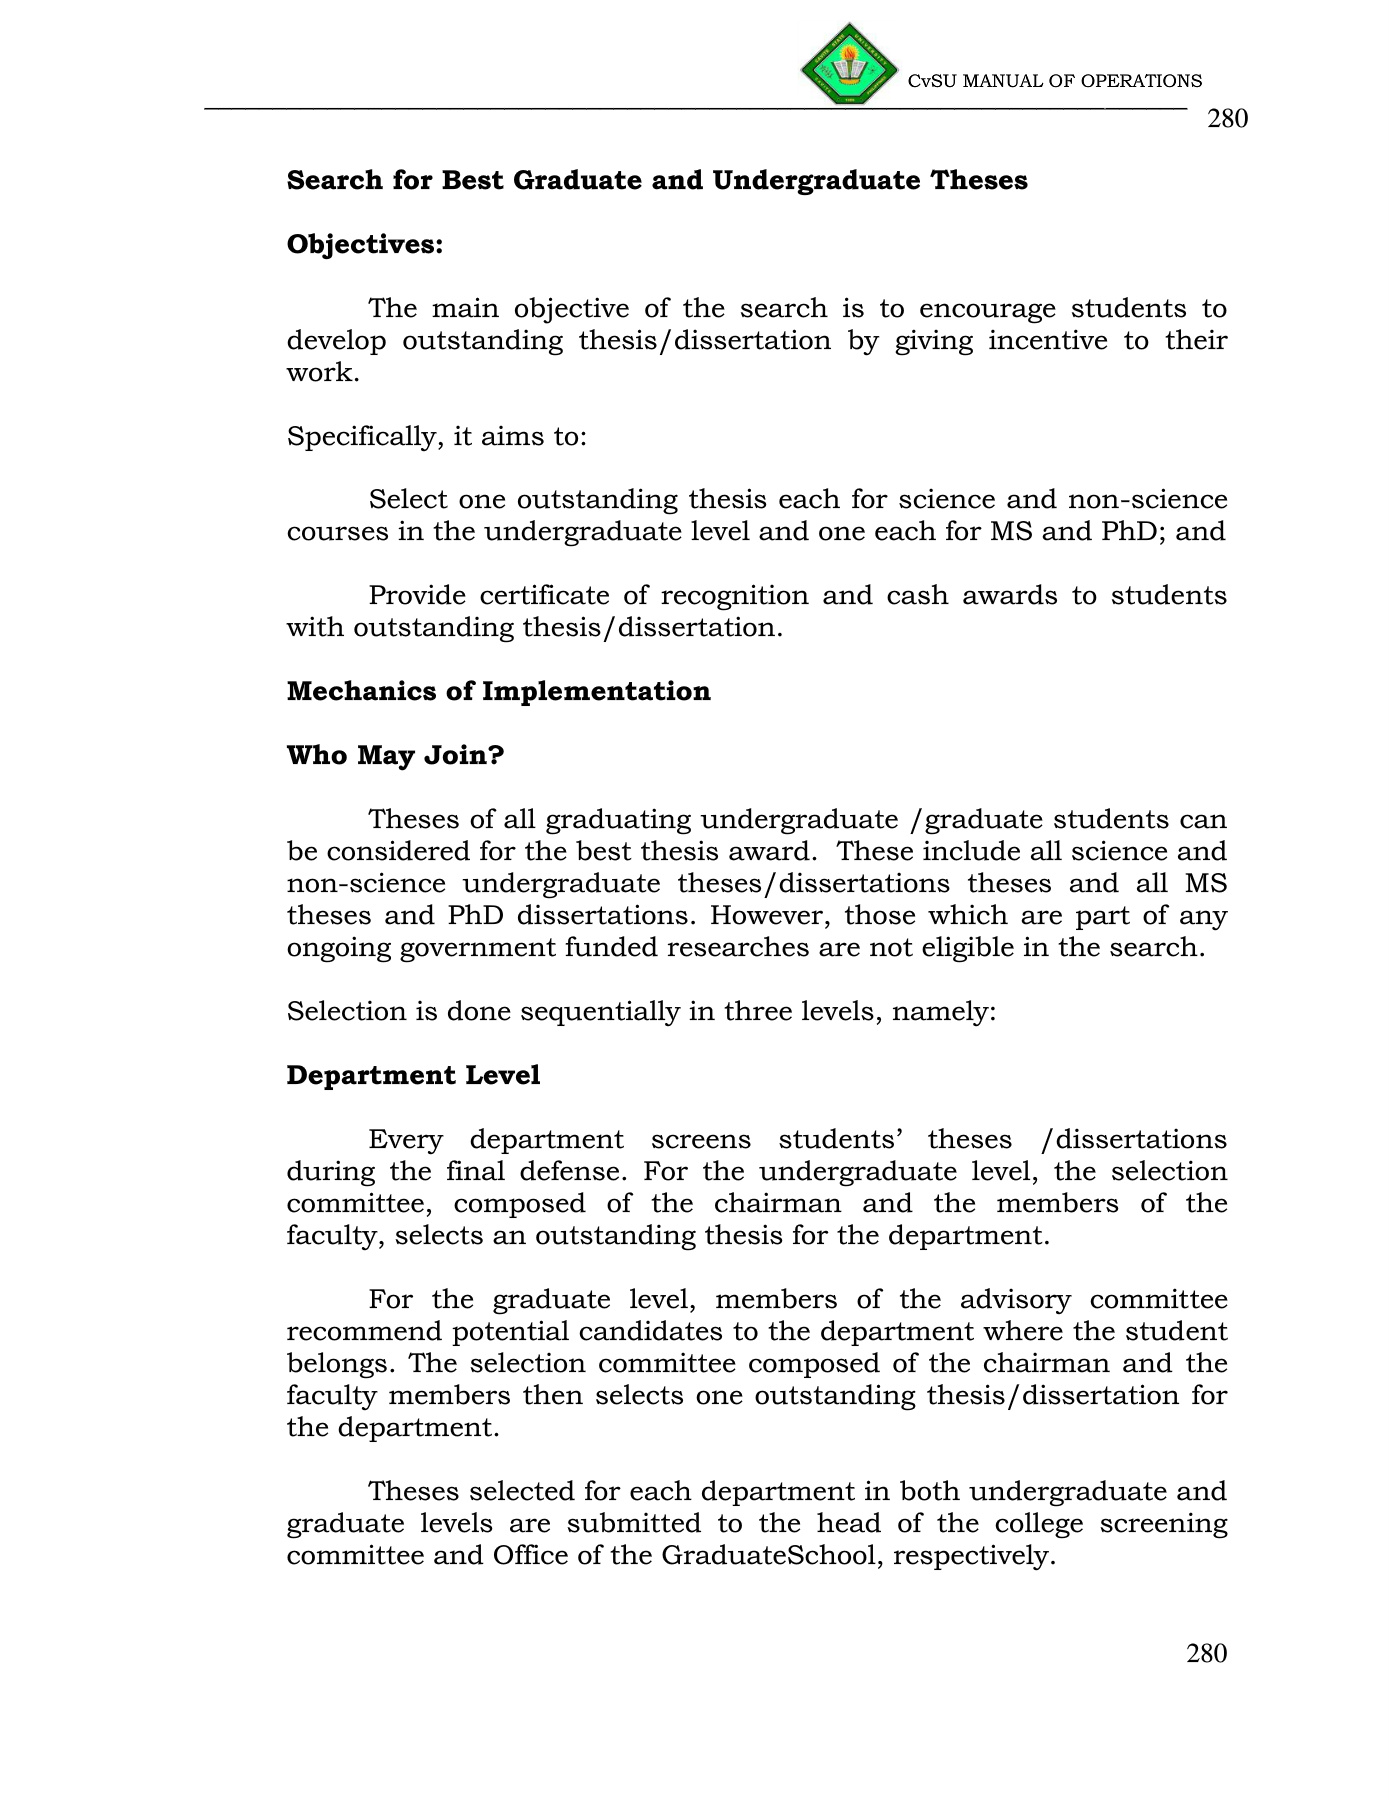 CvSU MANUAL OF OPERATIONS
280
Search for Best Graduate and Undergraduate Theses
Objectives:
The main objective of the search is to encourage students to
develop outstanding thesis/dissertation by giving incentive to their
work.
Specifically, it aims to:
Select one outstanding thesis each for science and non-science
courses in the undergraduate level and one each for MS and PhD; and
Provide certificate of recognition and cash awards to students
with outstanding thesis/dissertation.
Mechanics of Implementation
Who May Join?
Theses of all graduating undergraduate /graduate students can
be considered for the best thesis award.  These include all science and
non-science undergraduate theses/dissertations theses and all MS
theses and PhD dissertations. However, those which are part of any
ongoing government funded researches are not eligible in the search.
Selection is done sequentially in three levels, namely:
Department Level
Every department screens students’ theses /dissertations
during the final defense. For the undergraduate level, the selection
committee, composed of the chairman and the members of the
faculty, selects an outstanding thesis for the department.
For the graduate level, members of the advisory committee
recommend potential candidates to the department where the student
belongs. The selection committee composed of the chairman and the
faculty members then selects one outstanding thesis/dissertation for
the department.
Theses selected for each department in both undergraduate and
graduate levels are submitted to the head of the college screening
committee and Office of the GraduateSchool, respectively.
280